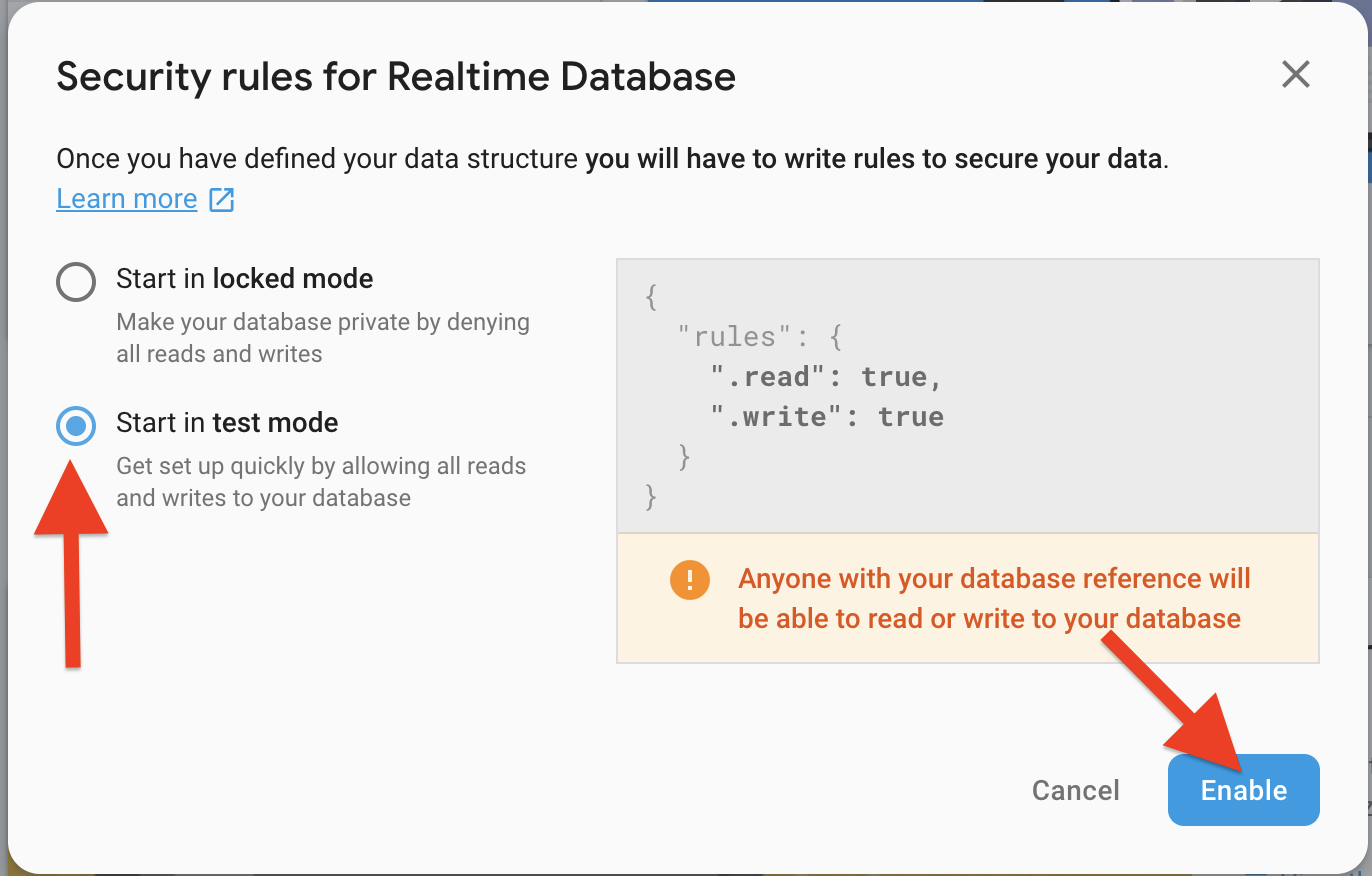 Security rules for Realtime Database
Once you have defined your data structure you will have to write rules to secure your data.
Learn more
Start in locked mode
Make your database private by denying
all reads and writes
Start in test mode
Get set up quickly by allowing all reads
and writes to your database
{
"rules": {
".read": true,
".write": true
}
}
Anyone with your database reference will
be able to read or write to your database
Cancel
Enable